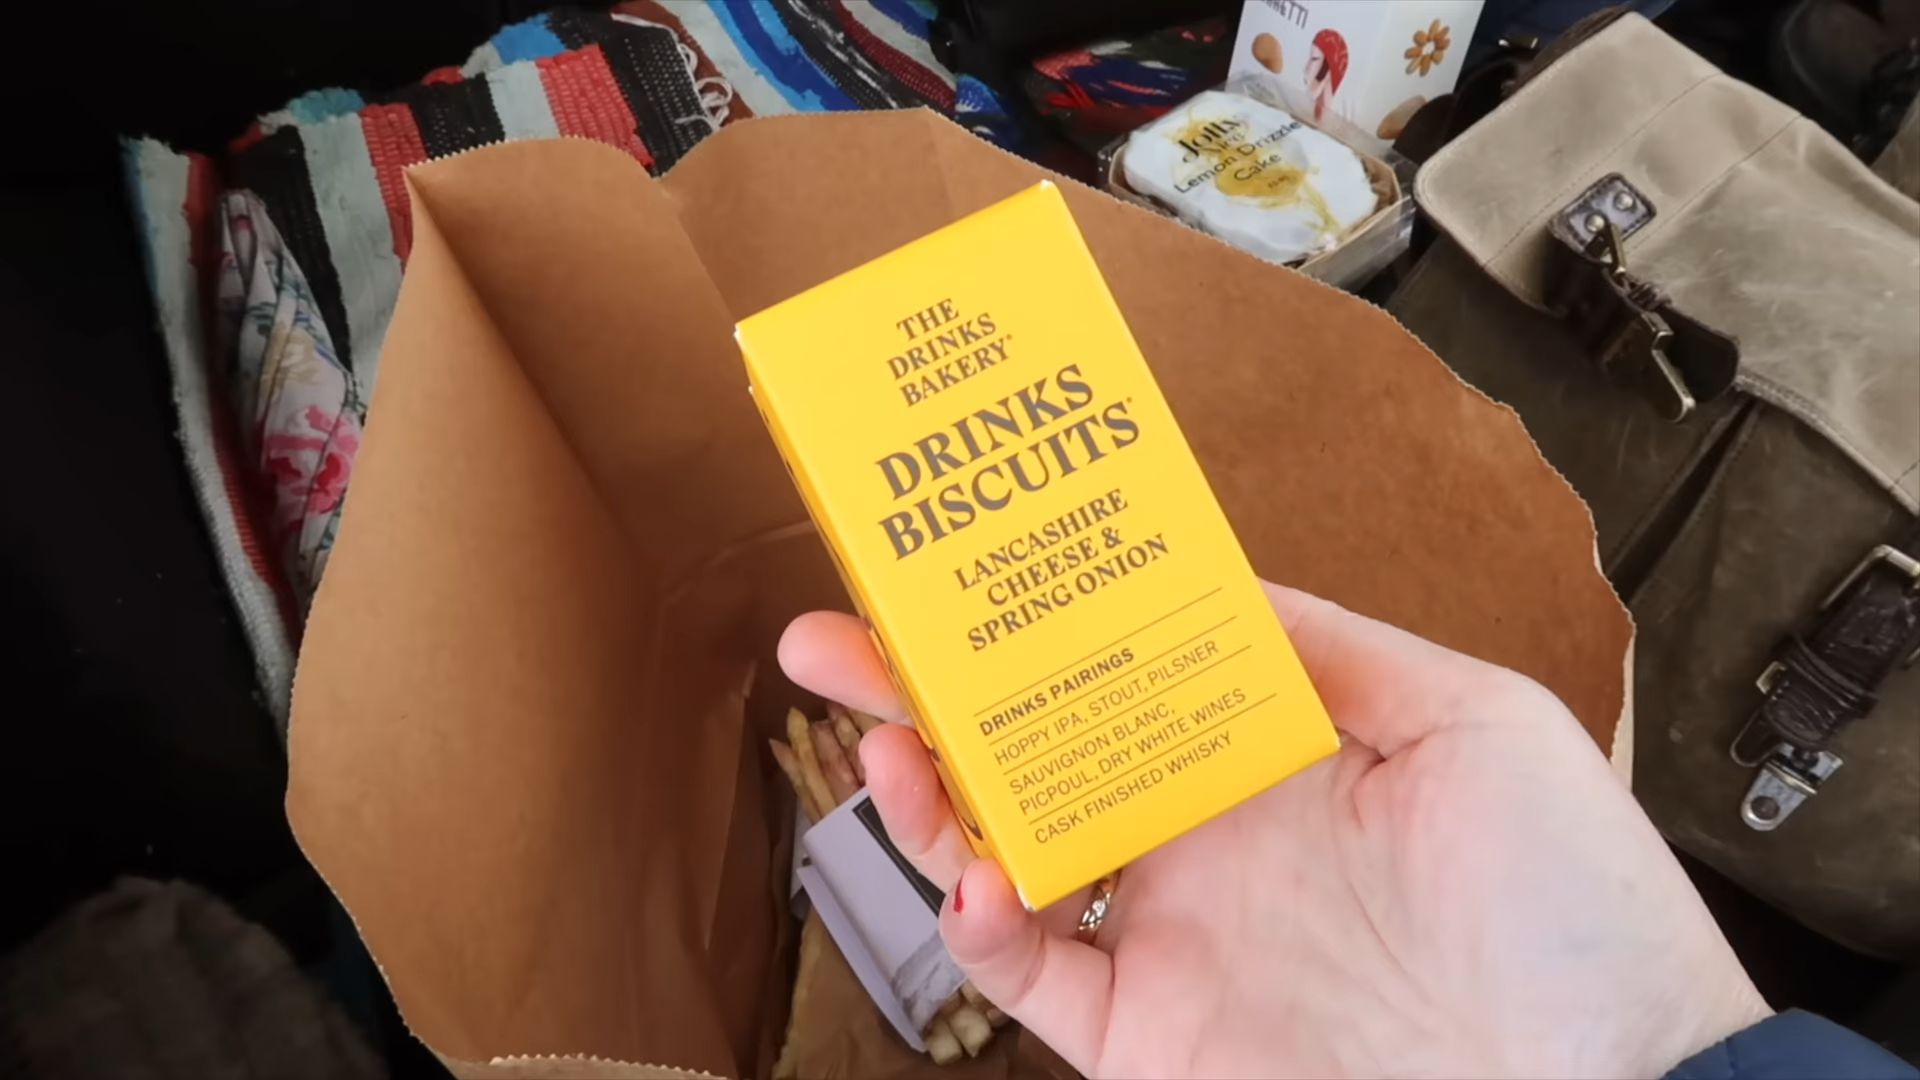 THE
DRINKS
BAKERY®
DRINKS
BISCUITS®
LANCASHIRE
CHEESE &
SPRING ONION
DRINKS PAIRINGS
HOPPY IPA, STOUT, PILSNER
SAUVIGNON BLANC,
PICPOUL, DRY WHITE WINES
CASK FINISHED WHISKY
Jolly
Nice
Lemon Drizzle
Cake